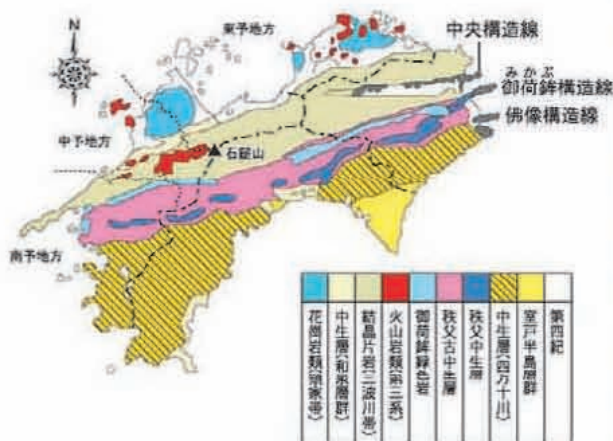 N
東予地方
中央構造線
みかぶ
御荷鉾構造線
佛像構造線
中予地方
石鎚山
南予地方
花崗岩類(領家帯)
中生層(和泉層群)
結晶片岩(三波川帯)
火山岩類(第三系)
御荷鉾緑色岩
秩父古中生層
秩父中生層
中生層(四万十川)
室戸半島層群
第四紀